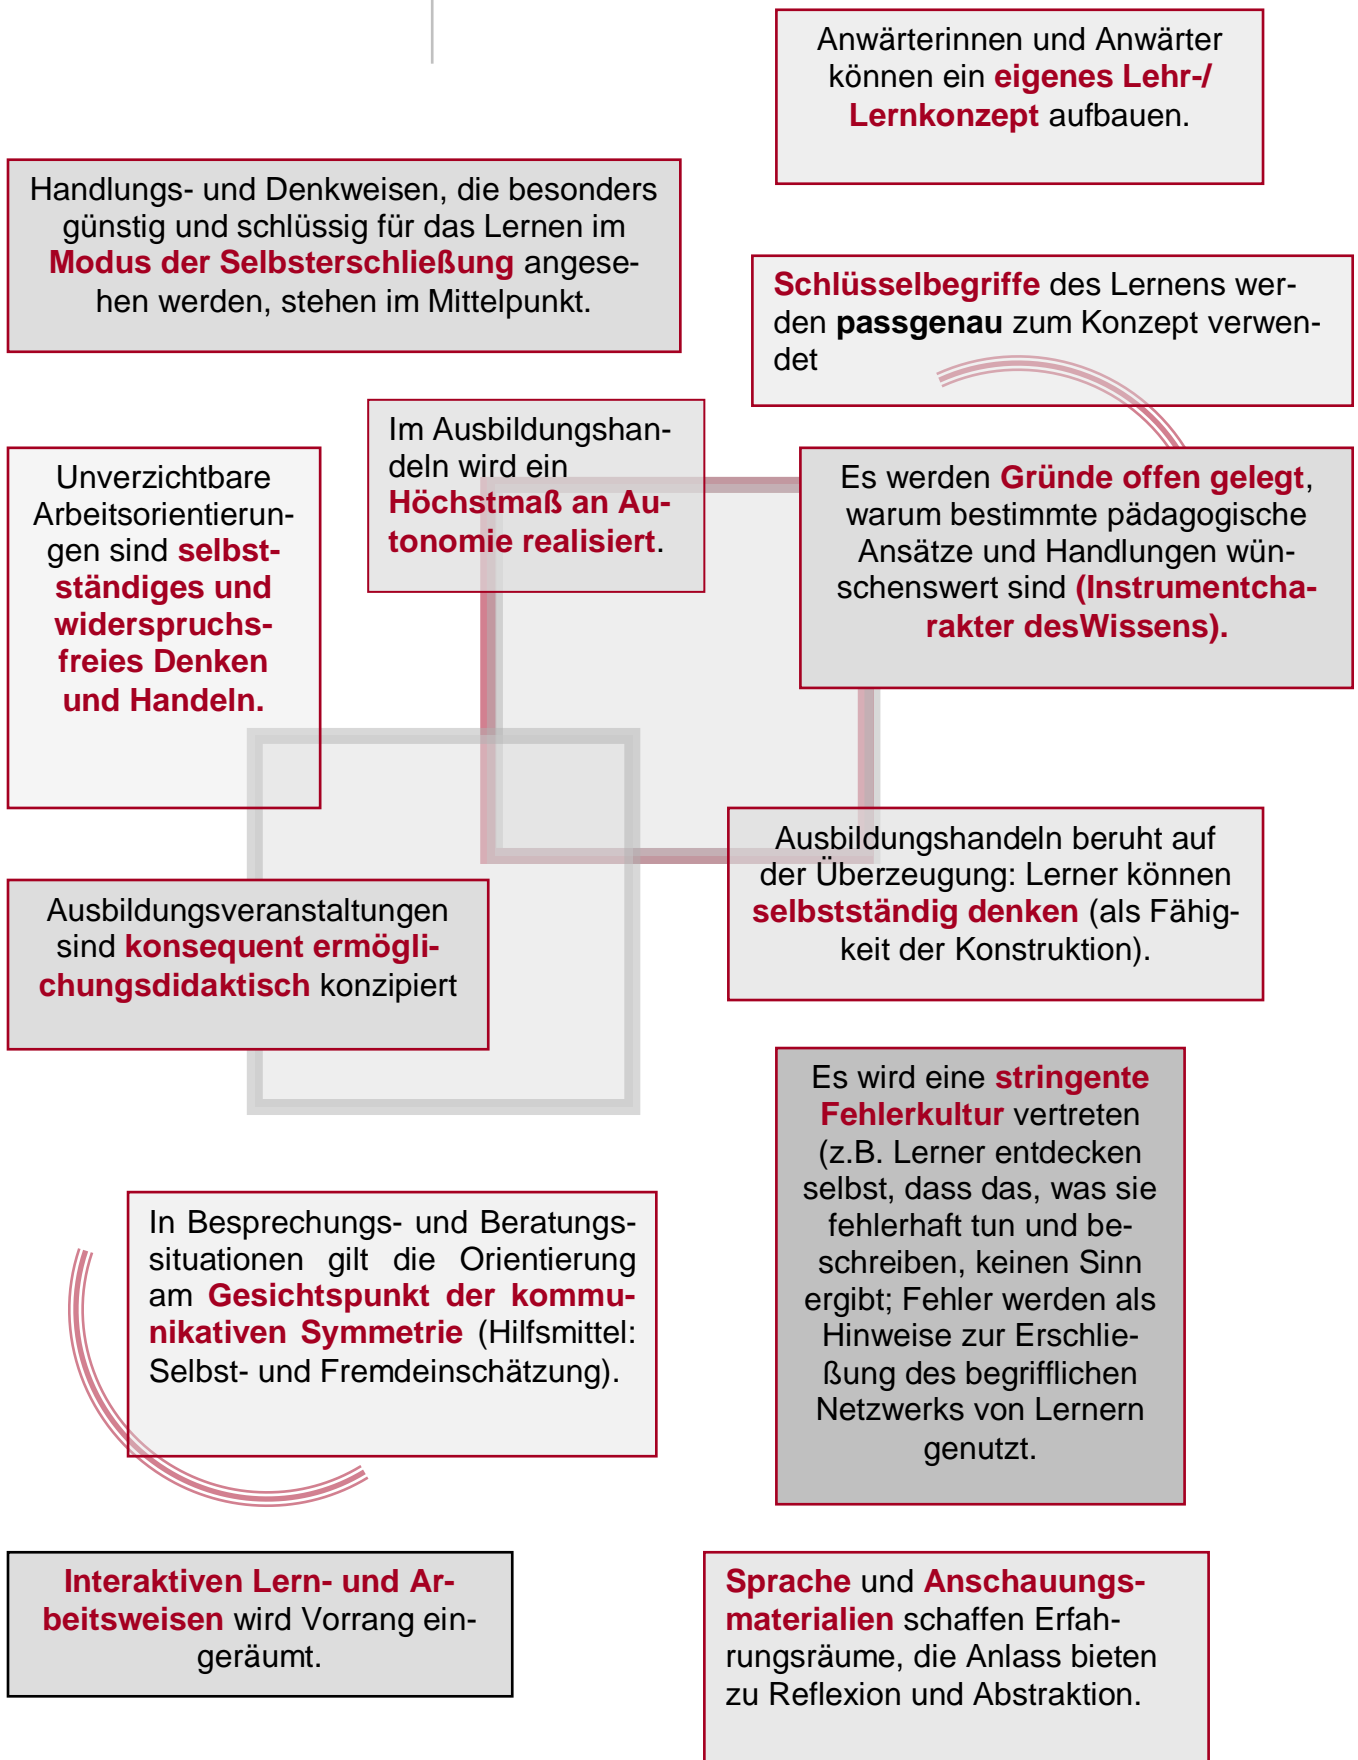 Anwärterinnen und Anwärter
können ein eigenes Lehr-/
Lernkonzept aufbauen.
Handlungs- und Denkweisen, die besonders
günstig und schlüssig für das Lernen im
Modus der Selbsterschließung angese-
hen werden, stehen im Mittelpunkt.
Schlüsselbegriffe des Lernens wer-
den passgenau zum Konzept verwen-
det
Im Ausbildungshan-
deln wird ein
Höchstmaß an Au-
tonomie realisiert.
Unverzichtbare
Arbeitsorientierun-
gen sind selbst-
ständiges und
widerspruchs-
freies Denken
und Handeln.
Es werden Gründe offen gelegt,
warum bestimmte pädagogische
Ansätze und Handlungen wün-
schenswert sind (Instrumentcha-
rakter desWissens).
Ausbildungshandeln beruht auf
der Überzeugung: Lerner können
selbstständig denken (als Fähig-
keit der Konstruktion).
Ausbildungsveranstaltungen
sind konsequent ermögli-
chungsdidaktisch konzipiert
Es wird eine stringente
Fehlerkultur vertreten
(z.B. Lerner entdecken
selbst, dass das, was sie
fehlerhaft tun und be-
schreiben, keinen Sinn
ergibt; Fehler werden als
Hinweise zur Erschlie-
ßung des begrifflichen
Netzwerks von Lernern
genutzt.
In Besprechungs- und Beratungs-
situationen gilt die Orientierung
am Gesichtspunkt der kommu-
nikativen Symmetrie (Hilfsmittel:
Selbst- und Fremdeinschätzung).
Interaktiven Lern- und Ar-
beitsweisen wird Vorrang ein-
geräumt.
Sprache und Anschauungs-
materialien schaffen Erfah-
rungsräume, die Anlass bieten
zu Reflexion und Abstraktion.